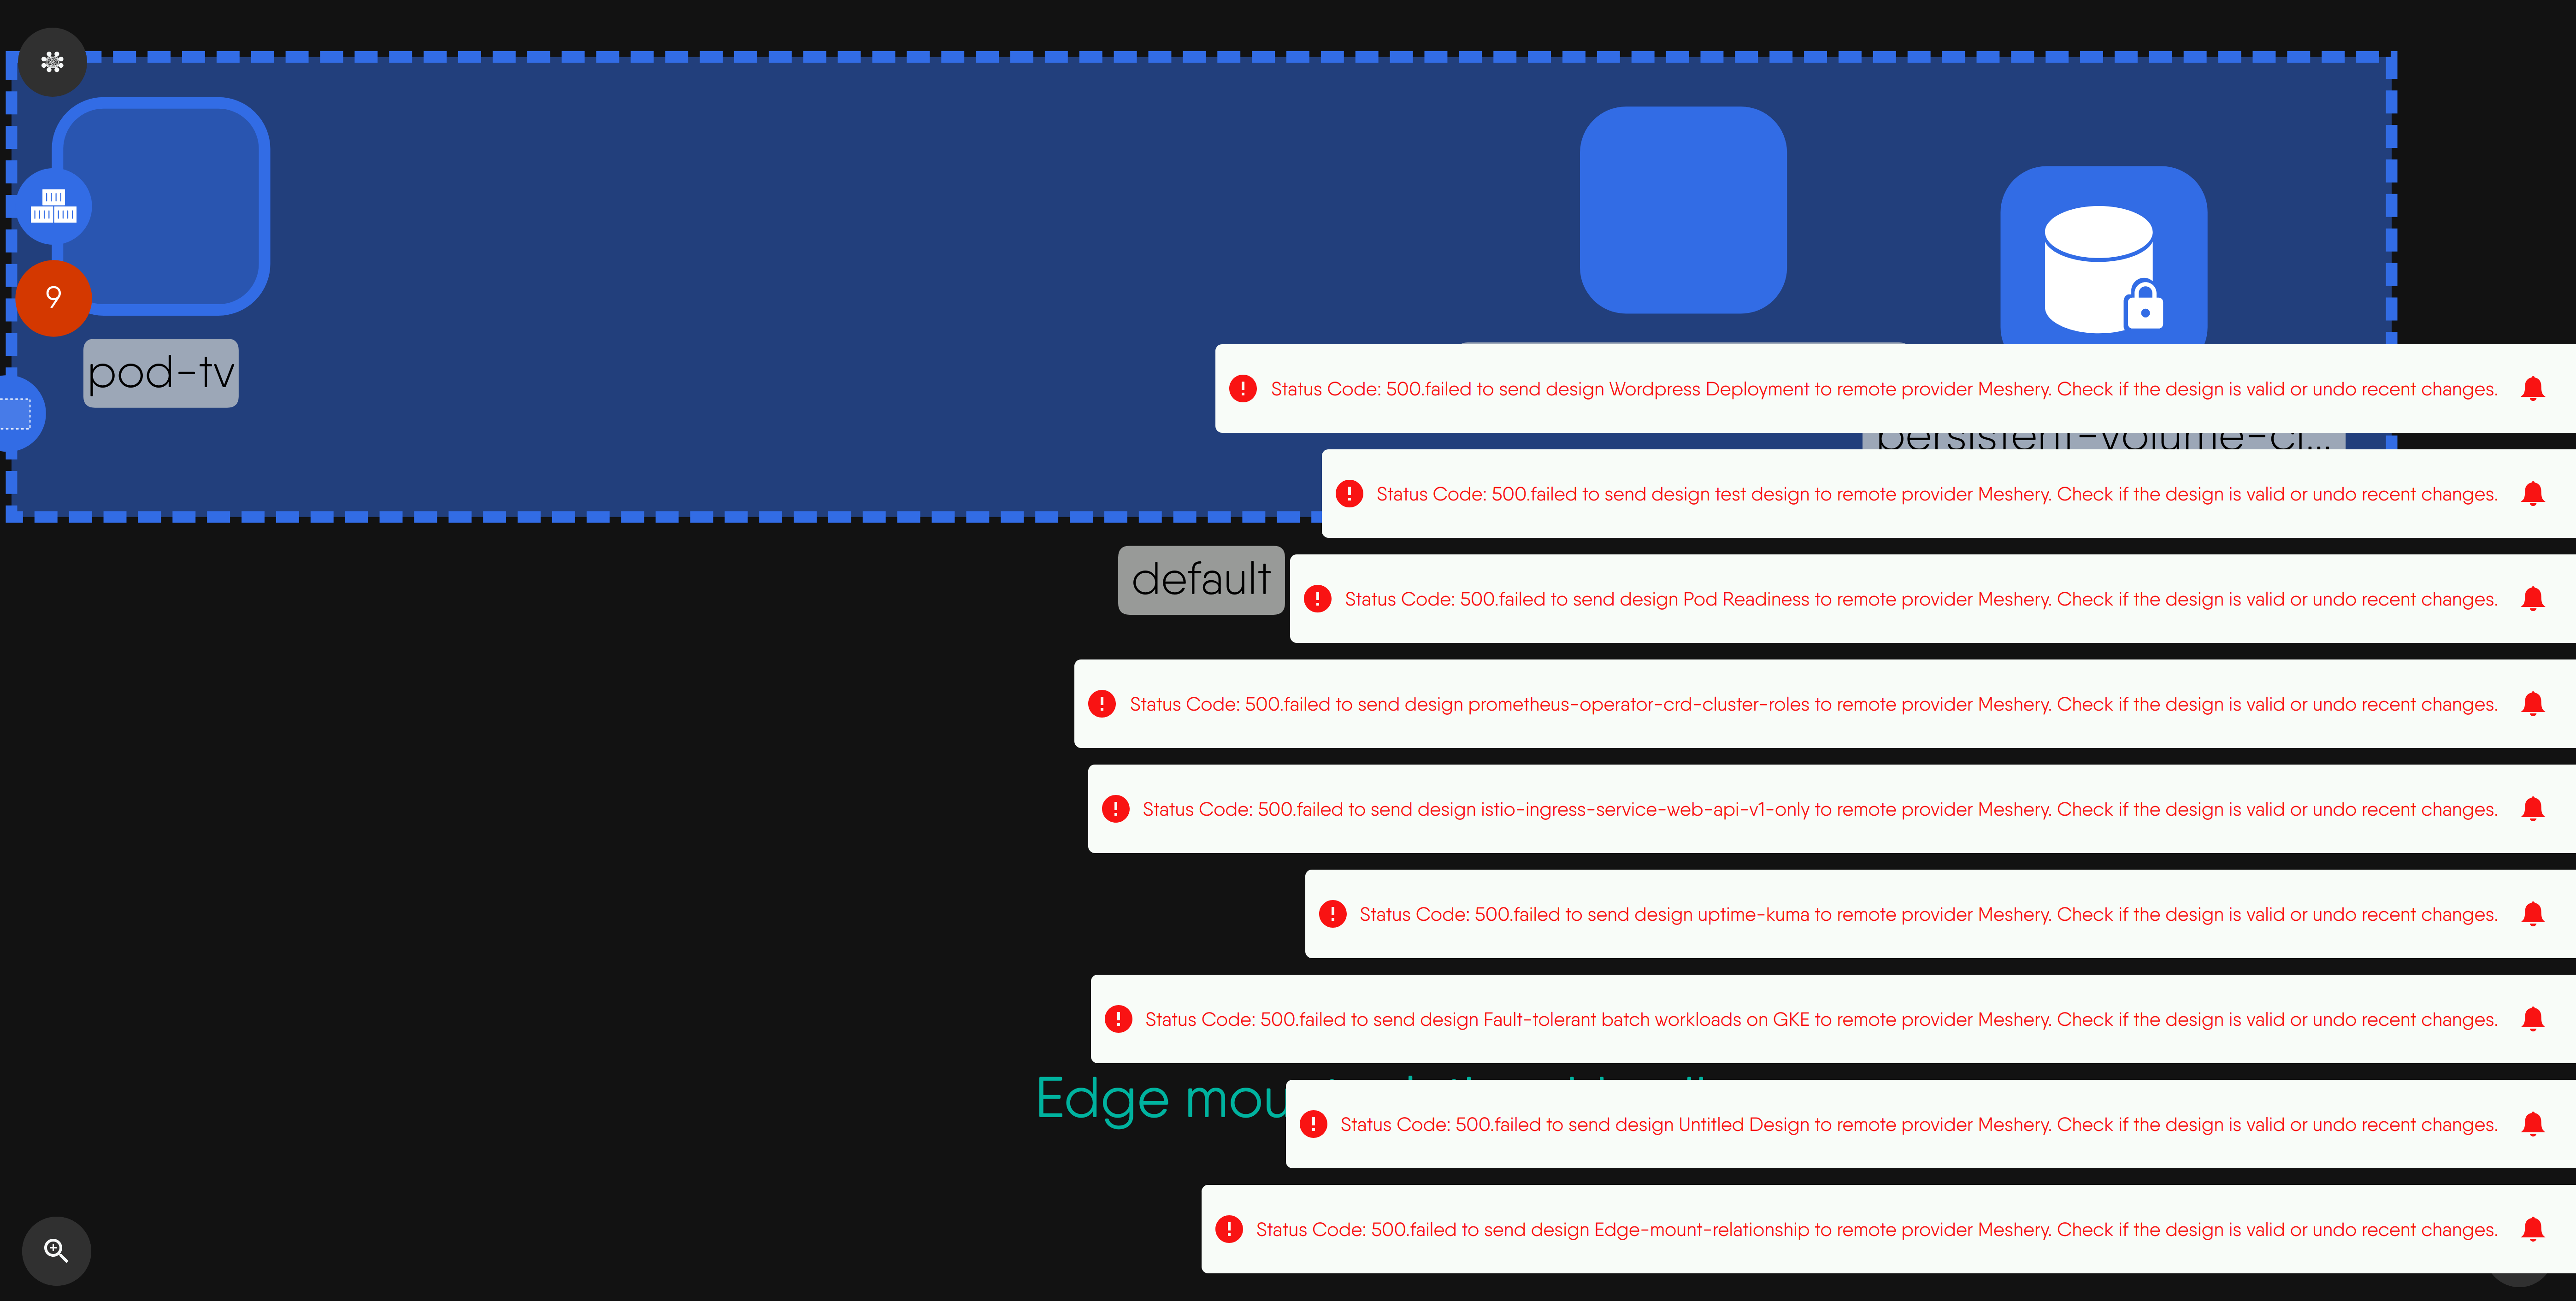 9
pod-tv
Status Code: 500.failed to send design Wordpress Deployment to remote provider Meshery. Check if the design is valid or undo recent changes.
persistent-volume-cl...
Status Code: 500.failed to send design test design to remote provider Meshery. Check if the design is valid or undo recent changes.
default
Status Code: 500.failed to send design Pod Readiness to remote provider Meshery. Check if the design is valid or undo recent changes.
Status Code: 500.failed to send design prometheus-operator-crd-cluster-roles to remote provider Meshery. Check if the design is valid or undo recent changes.
Status Code: 500.failed to send design istio-ingress-service-web-api-v1-only to remote provider Meshery. Check if the design is valid or undo recent changes.
Status Code: 500.failed to send design uptime-kuma to remote provider Meshery. Check if the design is valid or undo recent changes.
Status Code: 500.failed to send design Fault-tolerant batch workloads on GKE to remote provider Meshery. Check if the design is valid or undo recent changes.
Edge
Status Code: 500.failed to send design Untitled Design to remote provider Meshery. Check if the design is valid or undo recent changes.
Status Code: 500.failed to send design Edge-mount-relationship to remote provider Meshery. Check if the design is valid or undo recent changes.